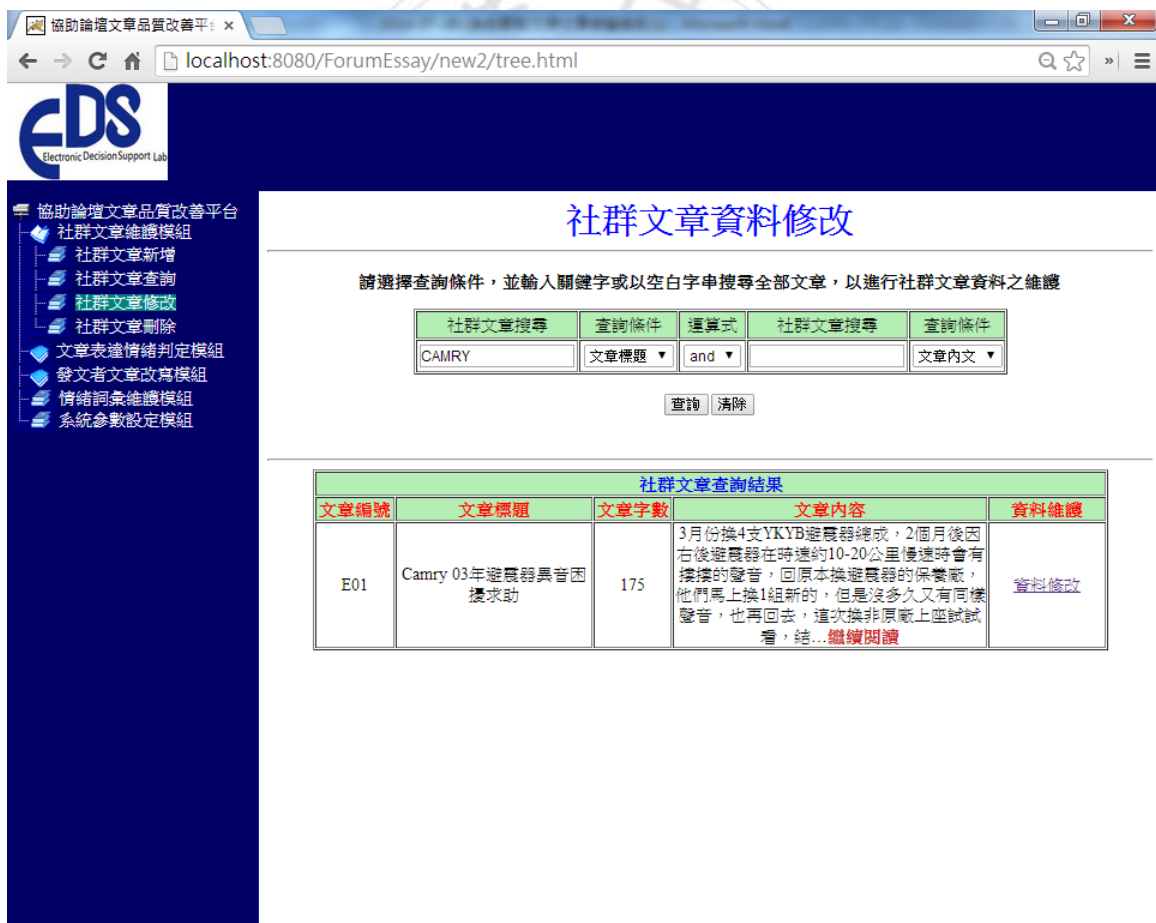 協助論壇文章品質改善平
localhost:8080/ForumEssay/new2/tree.html
EDS
Electronic Decision Support Lab
協助論壇文章品質改善平台
社群文章維護模組
社群文章新增
社群文章查詢
社群文章修改
社群文章刪除
文章表達情緒判定模組
發文者文章改寫模組
情緒詞彙維護模組
系統參數設定模組
社群文章資料修改
請選擇查詢條件，並輸入關鍵字或以空白字串搜尋全部文章，以進行社群文章資料之維護
社群文章搜尋 查詢條件 運算式 社群文章搜尋 查詢條件
CAMRY 文章標題 and 文章內文
查詢 清除
社群文章查詢結果
文章編號 文章標題 文章字數 文章內容 資料維護
3月份換4支YKYB避震器總成，2個月後因
右後避震器在時速約10-20公里慢速時會有
E01 Camry 03年避震器異音困擾求助 175 摟摟的聲音，回原本換避震器的保養廠， 資料修改
他們馬上換1組新的，但是沒多久又有同樣
聲音，也再回去，這次換非原廠上座試試
看，結...繼續閱讀